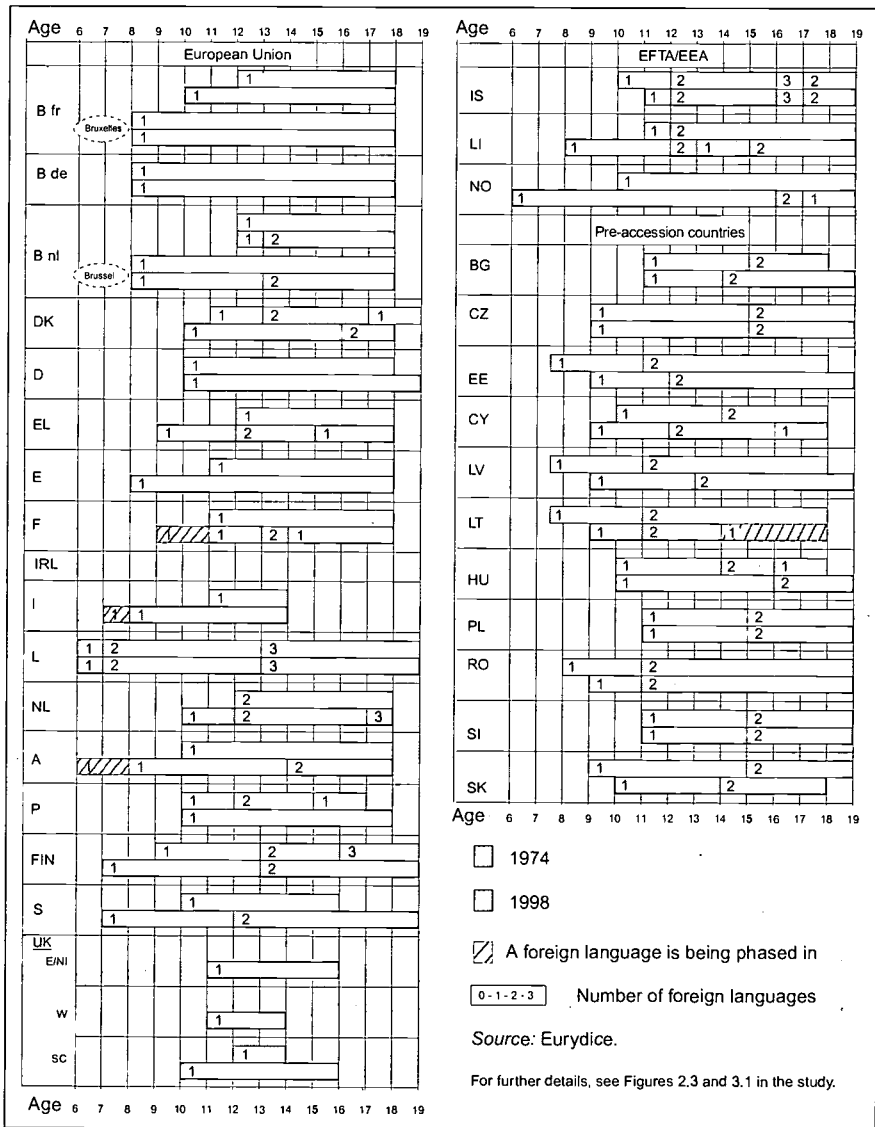 Age 6 7 8 9 10 11 12 13 14 15 16 17 18 19
European Union
1
1
B fr
Bruxelles
1
1
B de
1
1
B nl
1
1 2
Brussel
1
1 2
DK
1 2 1
1 2
D
1
1
EL
1
1 2 1
E
1
1
F
1
1 1 2 1
IRL
I
1
1 1
L
1 2 3
1 2 3
NL
2
1 2 3
A
1
1 2
P
1 2 1
1
FIN
1 2 3
1 2
S
1
1 2
UK
E/NI
1
W
1
SC
1
1
Age 6 7 8 9 10 11 12 13 14 15 16 17 18 19
Age
6 7 8 9 10 11 12 13 14 15 16 17 18 19
EFTA/EEA
IS
1 2 3 2
1 2 3 2
LI
1 2
1 2 1 2
NO
1
1 2 1
Pre-accession countries
BG
1 2
1 2
CZ
1 2
1 2
EE
1 2
1 2
CY
1 2
1 2 1
LV
1 2
1 2
LT
1 2
1 2 1
HU
1 2 1
1 2
PL
1 2
1 2
RO
1 2
1 2
SI
1 2
1 2
SK
1 2
1 2
Age 6 7 8 9 10 11 12 13 14 15 16 17 18 19
1974
1998
A foreign language is being phased in
0-1-2-3 Number of foreign languages
Source: Eurydice.
For further details, see Figures 2.3 and 3.1 in the study.